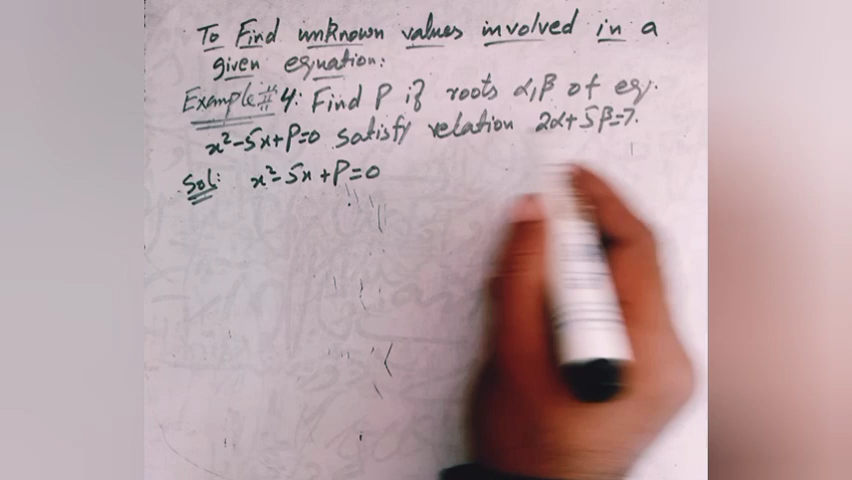 To Find unknown values involved in a
given equation:
Example # 4: Find P if roots α, β of eq.
x²-5x+P=0 satisfy relation 2α+5β=7.
Sol: x²-5x+P=0